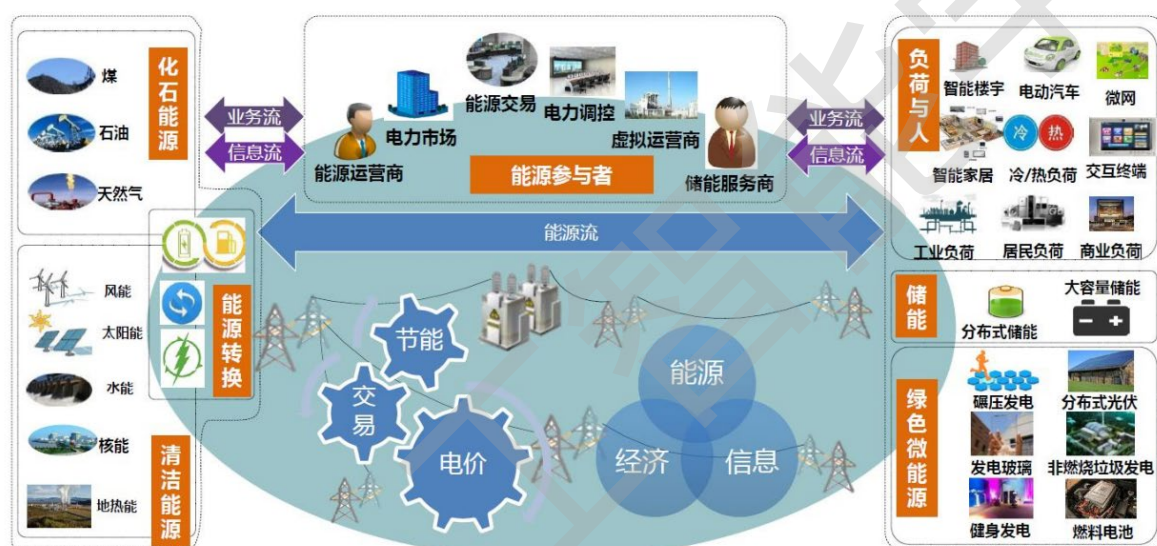 化石能源
煤
石油
天然气
业务流
信息流
能源运营商
电力市场
能源交易
电力调控
虚拟运营商
储能服务商
能源参与者
业务流
信息流
负荷与人
智能楼宇
电动汽车
微网
冷
热
智能家居
冷/热负荷
交互终端
工业负荷
居民负荷
商业负荷
能源流
风能
太阳能
水能
核能
地热能
清洁能源
能源转换
节能
交易
电价
能源
经济
信息
储能
分布式储能
大容量储能
绿色微能源
碾压发电
分布式光伏
发电玻璃
非燃烧垃圾发电
健身发电
燃料电池